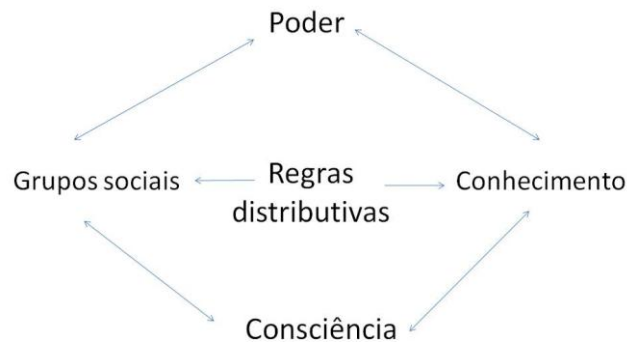 Poder
Grupos sociais
Regras
distributivas
Conhecimento
Consciência